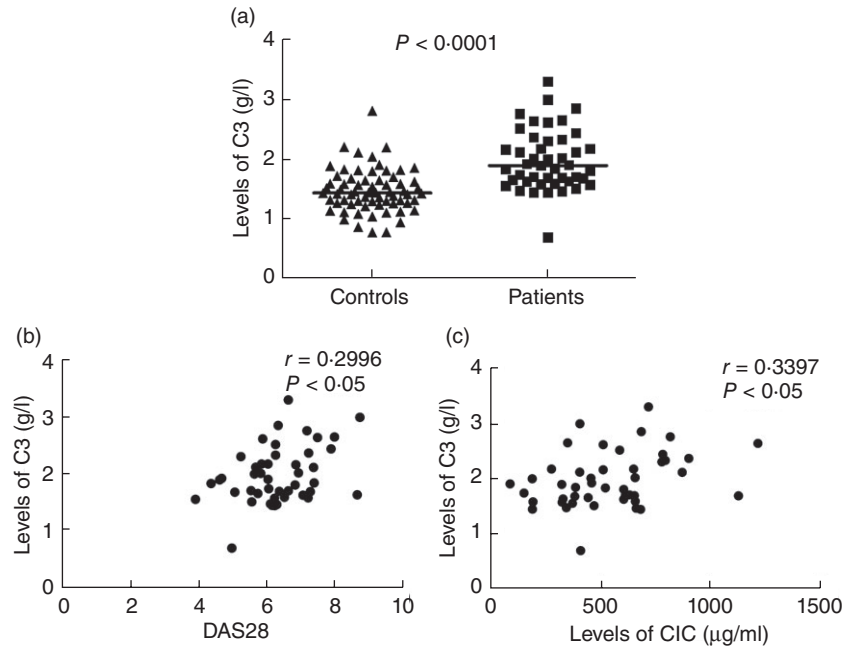 (a)
P < 0·0001
Levels of C3 (g/l)
4
3
2
1
0
Controls Patients
(b)
r = 0·2996
P < 0·05
Levels of C3 (g/l)
4
3
2
1
0
0 2 4 6 8 10
DAS28
(c)
r = 0·3397
P < 0·05
Levels of C3 (g/l)
4
3
2
1
0
0 500 1000 1500
Levels of CIC (μg/ml)